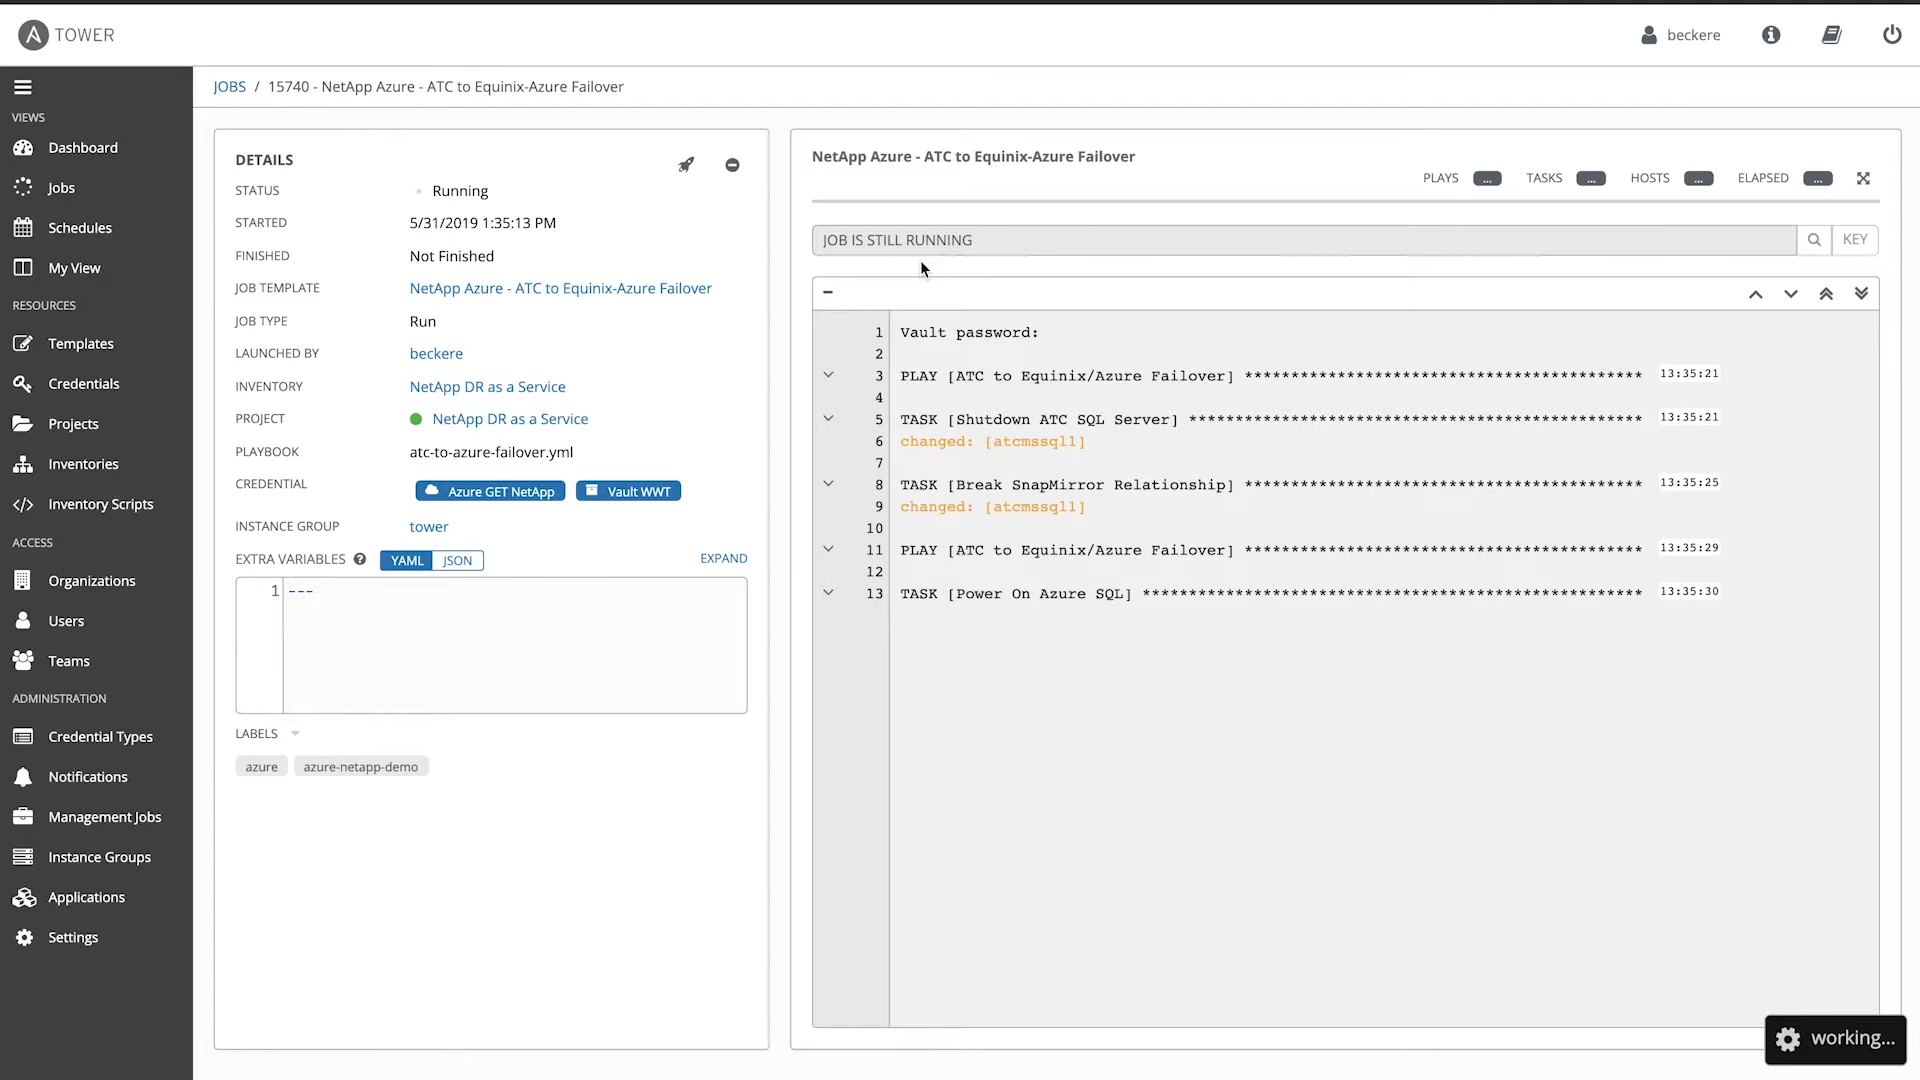 A TOWER
beckere
JOBS / 15740 - NetApp Azure - ATC to Equinix-Azure Failover
VIEWS
Dashboard
Jobs
Schedules
My View
RESOURCES
Templates
Credentials
Projects
Inventories
Inventory Scripts
ACCESS
Organizations
Users
Teams
ADMINISTRATION
Credential Types
Notifications
Management Jobs
Instance Groups
Applications
Settings
DETAILS
STATUS Running
STARTED 5/31/2019 1:35:13 PM
FINISHED Not Finished
JOB TEMPLATE NetApp Azure - ATC to Equinix-Azure Failover
JOB TYPE Run
LAUNCHED BY beckere
INVENTORY NetApp DR as a Service
PROJECT NetApp DR as a Service
PLAYBOOK atc-to-azure-failover.yml
CREDENTIAL Azure GET NetApp Vault WWT
INSTANCE GROUP tower
EXTRA VARIABLES ? YAML JSON EXPAND
1 ---
LABELS
azure azure-netapp-demo
NetApp Azure - ATC to Equinix-Azure Failover
PLAYS ... TASKS ... HOSTS ... ELAPSED ...
JOB IS STILL RUNNING KEY
1 Vault password:
2
3 PLAY [ATC to Equinix/Azure Failover] ******************************************* 13:35:21
4
5 TASK [Shutdown ATC SQL Server] ************************************************* 13:35:21
6 changed: [atcmssql1]
7
8 TASK [Break SnapMirror Relationship] ******************************************* 13:35:25
9 changed: [atcmssql1]
10
11 PLAY [ATC to Equinix/Azure Failover] ******************************************* 13:35:29
12
13 TASK [Power On Azure SQL] ****************************************************** 13:35:30
working...